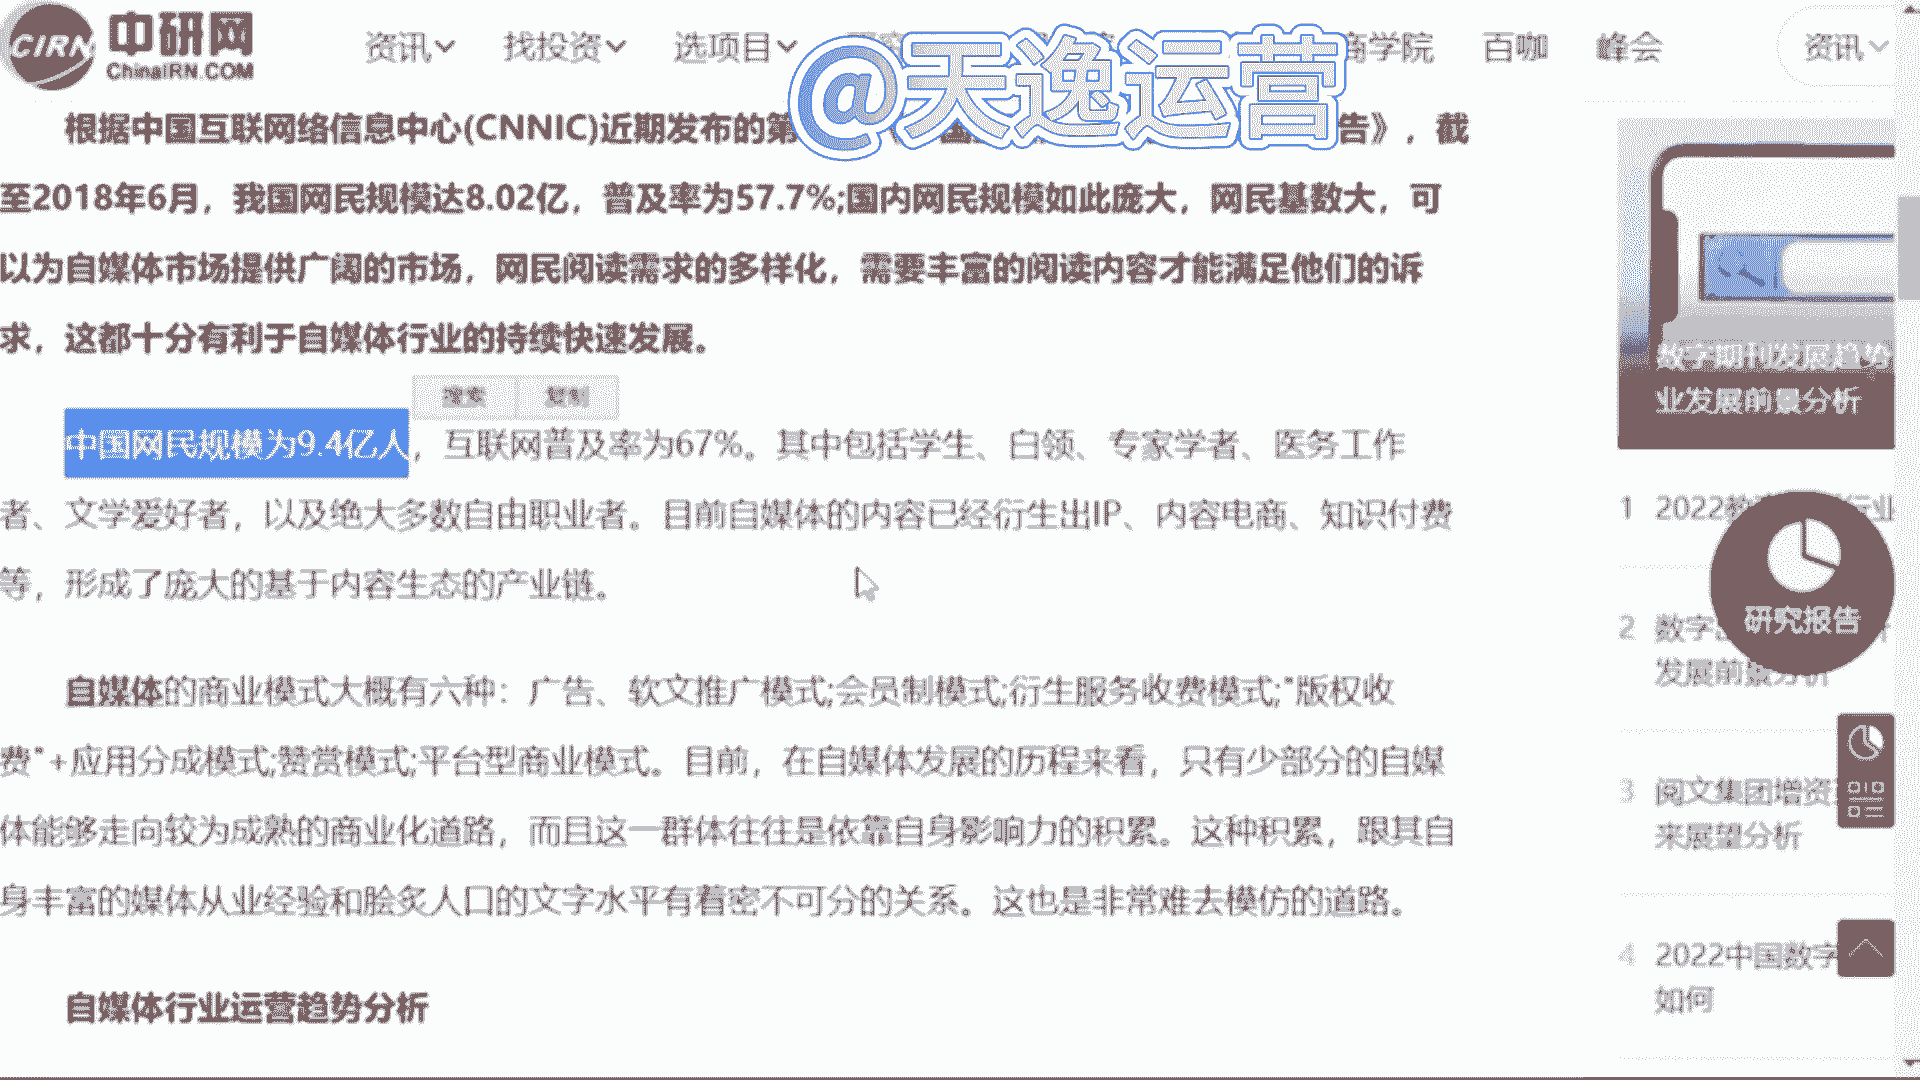 CIRN 中研网
ChinaIRN.COM
资讯 找投资 选项目 商学院 百咖 峰会 资讯
@天逸运营
根据中国互联网络信息中心(CNNIC)近期发布的第 告》，截
至2018年6月，我国网民规模达8.02亿，普及率为57.7%;国内网民规模如此庞大，网民基数大，可
以为自媒体市场提供广阔的市场，网民阅读需求的多样化，需要丰富的阅读内容才能满足他们的诉
求，这都十分有利于自媒体行业的持续快速发展。
搜索 复制
中国网民规模为9.4亿人，互联网普及率为67%。其中包括学生、白领、专家学者、医务工作
者、文学爱好者，以及绝大多数自由职业者。目前自媒体的内容已经衍生出IP、内容电商、知识付费
等，形成了庞大的基于内容生态的产业链。
自媒体的商业模式大概有六种：广告、软文推广模式;会员制模式;衍生服务收费模式;"版权收
费"+应用分成模式;赞赏模式;平台型商业模式。目前，在自媒体发展的历程来看，只有少部分的自媒
体能够走向较为成熟的商业化道路，而且这一群体往往是依靠自身影响力的积累。这种积累，跟其自
身丰富的媒体从业经验和脍炙人口的文字水平有着密不可分的关系。这也是非常难去模仿的道路。
自媒体行业运营趋势分析
数字期刊发展趋势
业发展前景分析
1 2022教 行业
研究报告
2 数字 析
发展前景分析
3 阅文集团增资
来展望分析
4 2022中国数字
如何